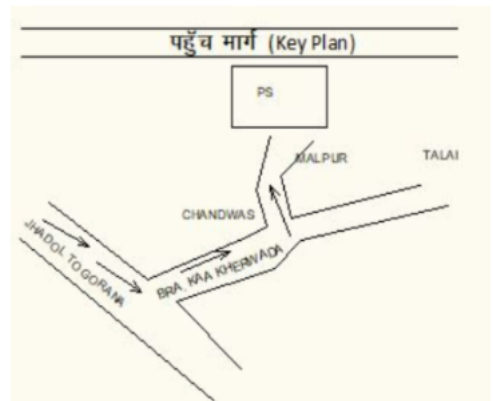 पहुँच मार्ग (Key Plan)
PS
MALPUR
TALAI
CHANDWAS
JHADOL TO GORANA
BRA. KAA KHERWADA